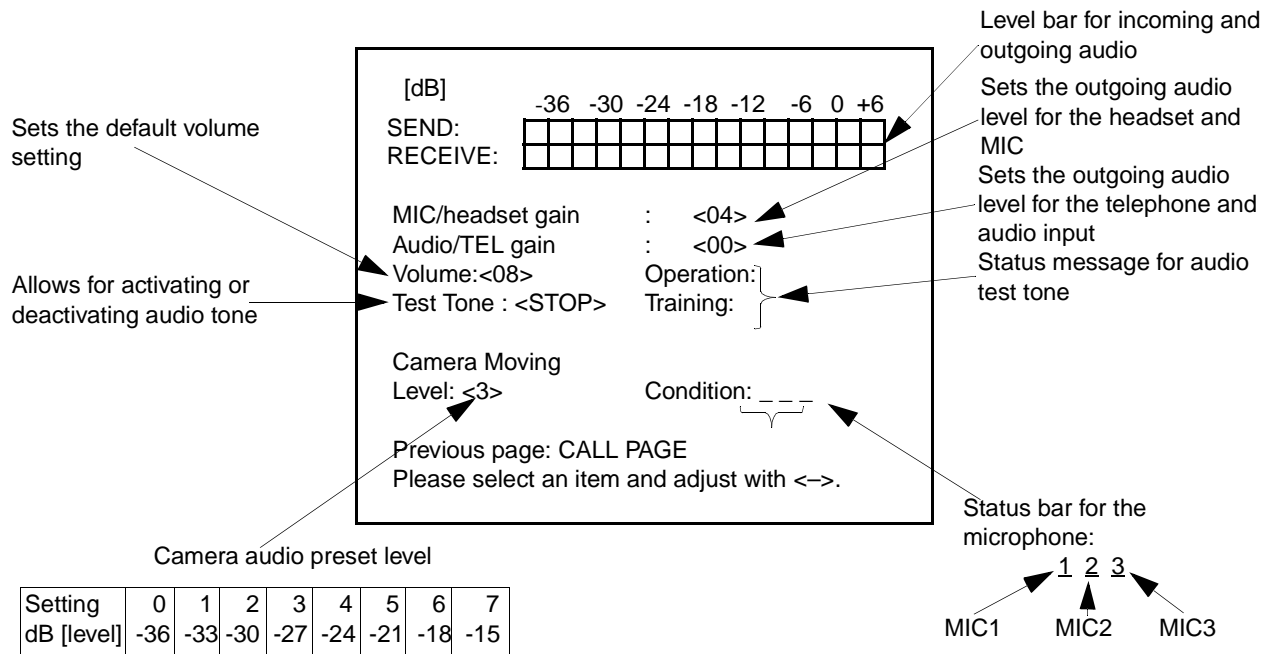 Level bar for incoming and
outgoing audio
[dB]
-36 -30 -24 -18 -12 -6 0 +6
SEND:
RECEIVE:
Sets the outgoing audio
level for the headset and
MIC
Sets the default volume
setting
Sets the outgoing audio
level for the telephone and
audio input
MIC/headset gain : <04>
Audio/TEL gain : <00>
Volume:<08> Operation:
Test Tone : <STOP> Training:
Status message for audio
test tone
Allows for activating or
deactivating audio tone
Camera Moving
Level: <3> Condition: _ _ _
Previous page: CALL PAGE
Please select an item and adjust with <–>.
Status bar for the
microphone:
1 2 3
MIC1 MIC2 MIC3
Camera audio preset level
Setting 0 1 2 3 4 5 6 7
dB [level] -36 -33 -30 -27 -24 -21 -18 -15